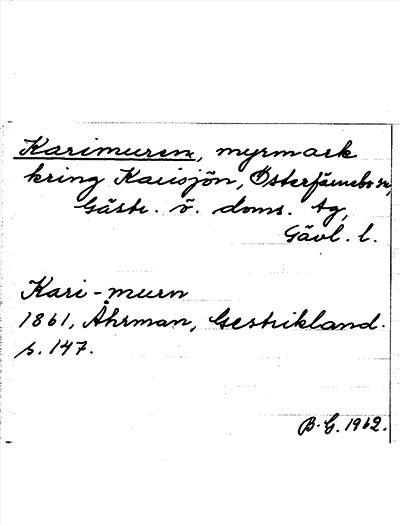 Karimuren, myrmark
kring Karisjön, Österfärnebo sn,
Gästr. ö. doms. tg,
Gävl. l.
Kari-murn
1861, Åhrman, Gestrikland.
s. 147.
B.G. 1962.